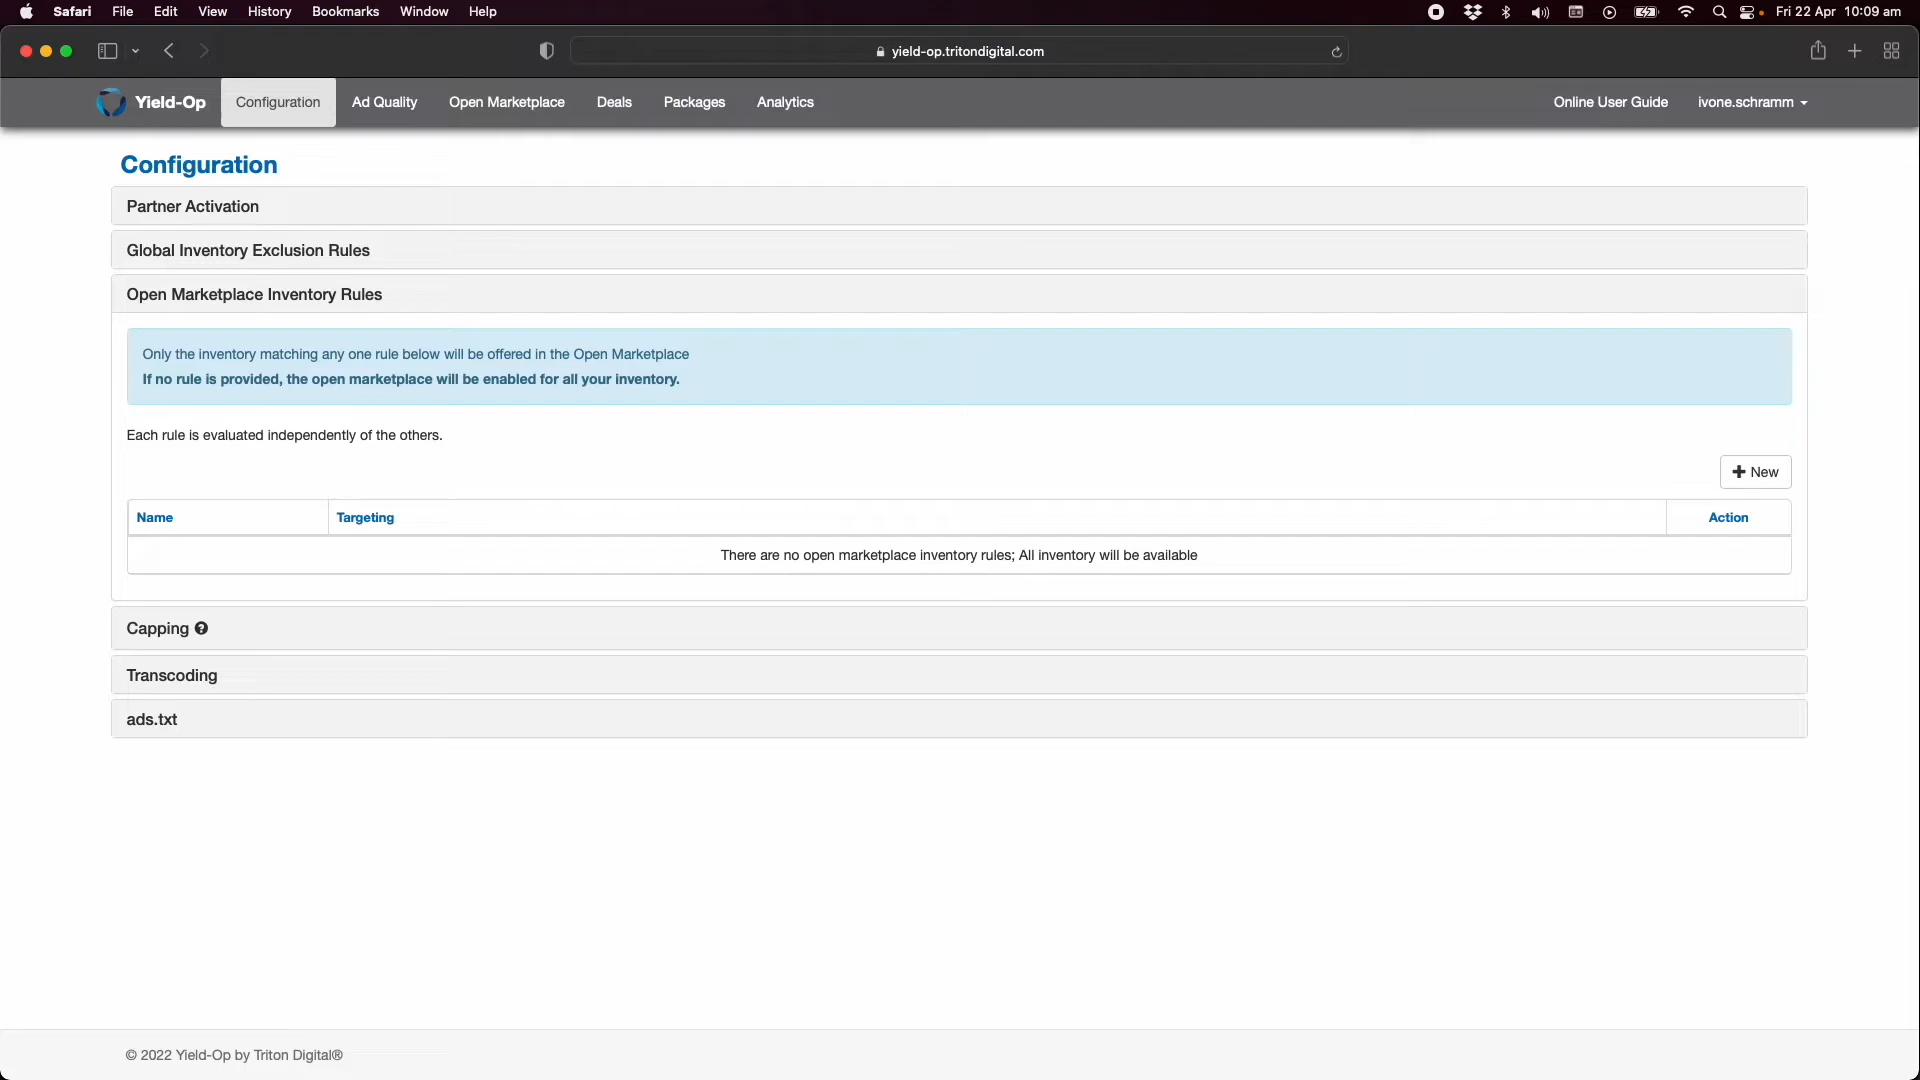 Safari File Edit View History Bookmarks Window Help Fri 22 Apr 10:09 am
yield-op.tritondigital.com
Yield-Op Configuration Ad Quality Open Marketplace Deals Packages Analytics Online User Guide ivone.schramm
Configuration
Partner Activation
Global Inventory Exclusion Rules
Open Marketplace Inventory Rules
Only the inventory matching any one rule below will be offered in the Open Marketplace
If no rule is provided, the open marketplace will be enabled for all your inventory.
Each rule is evaluated independently of the others.
New
Name Targeting Action
There are no open marketplace inventory rules; All inventory will be available
Capping
Transcoding
ads.txt
© 2022 Yield-Op by Triton Digital®